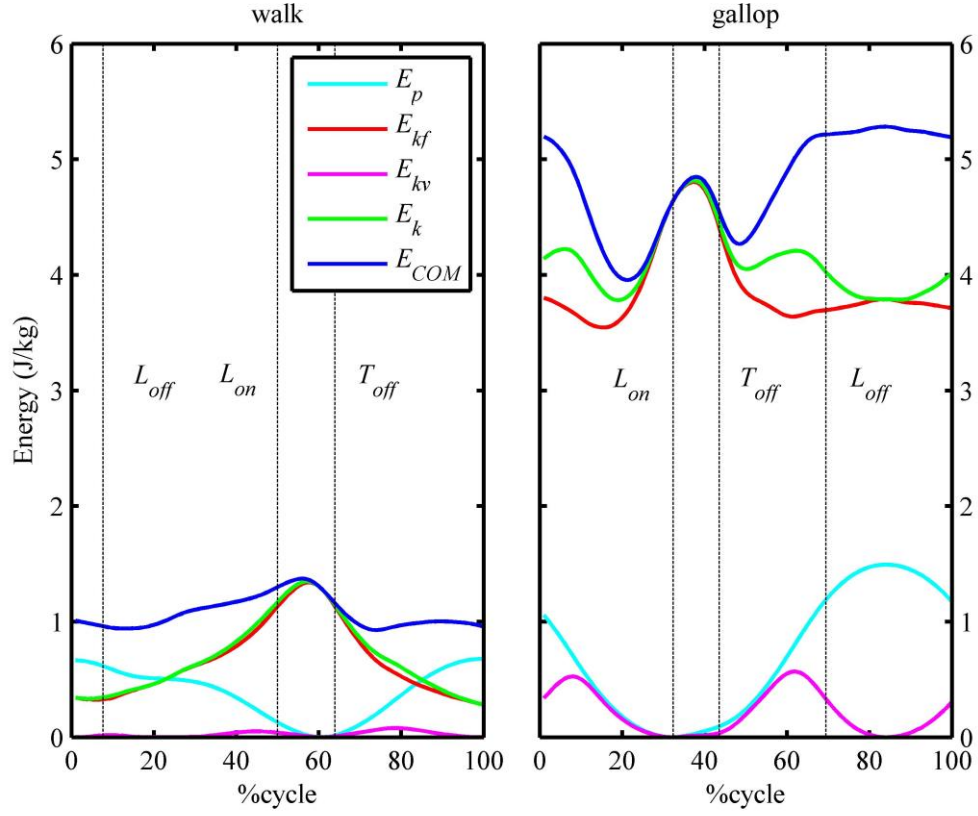 walk
gallop
6
5
4
3
2
1
0
Energy (J/kg)
E_p
E_kf
E_kv
E_k
E_COM
L_off
L_on
T_off
0 20 40 60 80 100
%cycle
L_on
T_off
L_off
6
5
4
3
2
1
0
0 20 40 60 80 100
%cycle